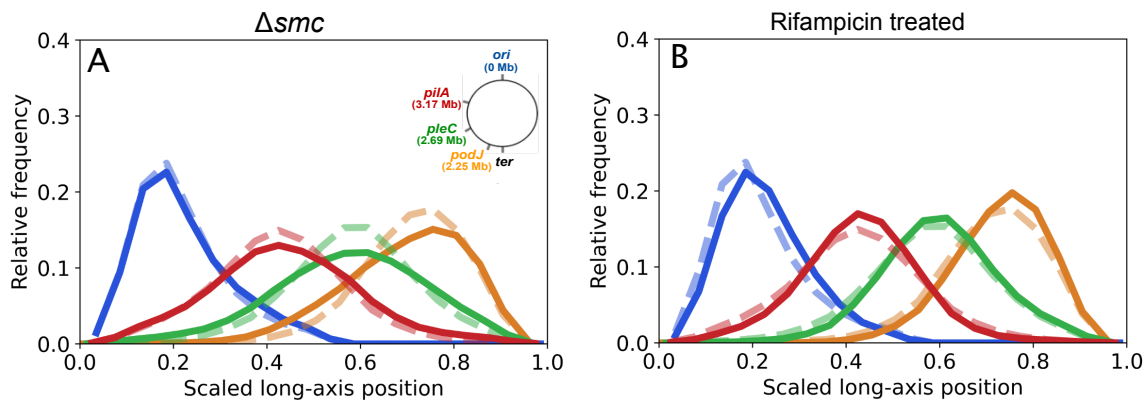 Δsmc
Rifampicin treated
A
ori
(0 Mb)
pilA
(3.17 Mb)
pleC
(2.69 Mb)
podJ
(2.25 Mb)
ter
0.4
0.3
0.2
0.1
0.0
Relative frequency
0.0 0.2 0.4 0.6 0.8 1.0
Scaled long-axis position
B
0.4
0.3
0.2
0.1
0.0
Relative frequency
0.0 0.2 0.4 0.6 0.8 1.0
Scaled long-axis position